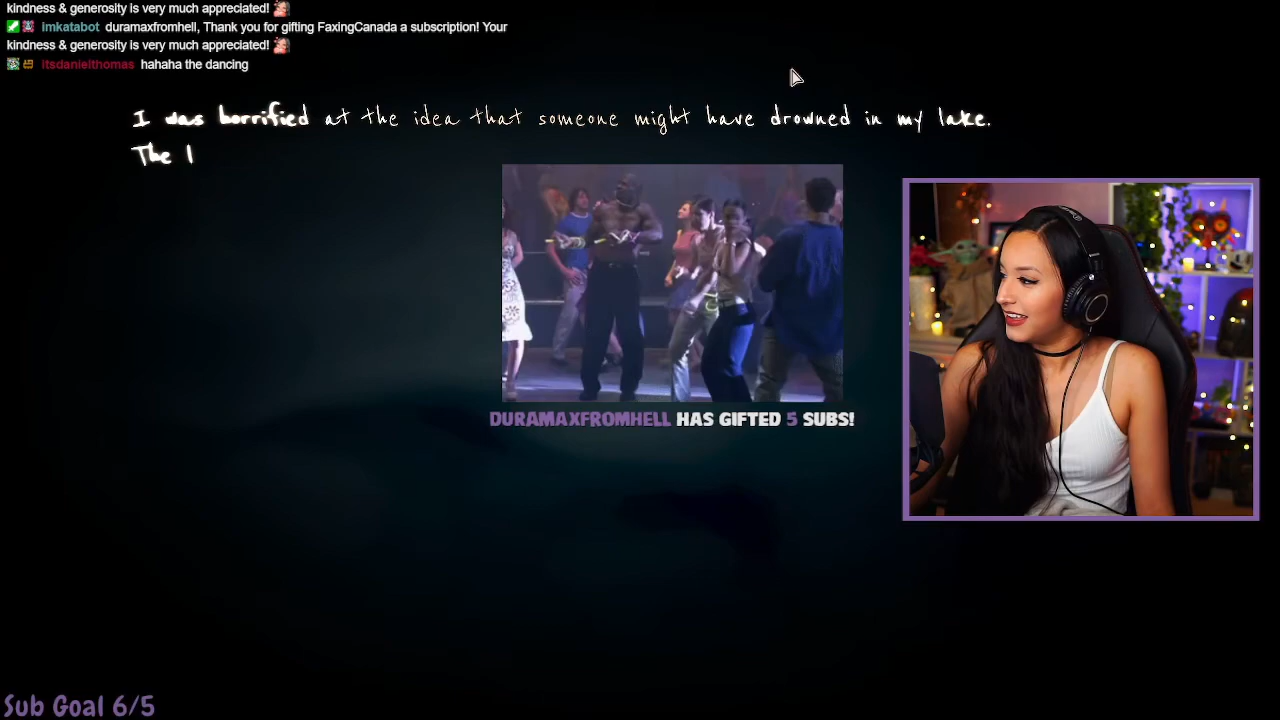 kindness & generosity is very much appreciated!
imkatabot duramaxfromhell, Thank you for gifting FaxingCanada a subscription! Your
kindness & generosity is very much appreciated!
itsdanielthomas hahaha the dancing
I was horrified at the idea that someone might have drowned in my lake.
The l
DURAMAXFROMHELL HAS GIFTED 5 SUBS!
Sub Goal 6/5